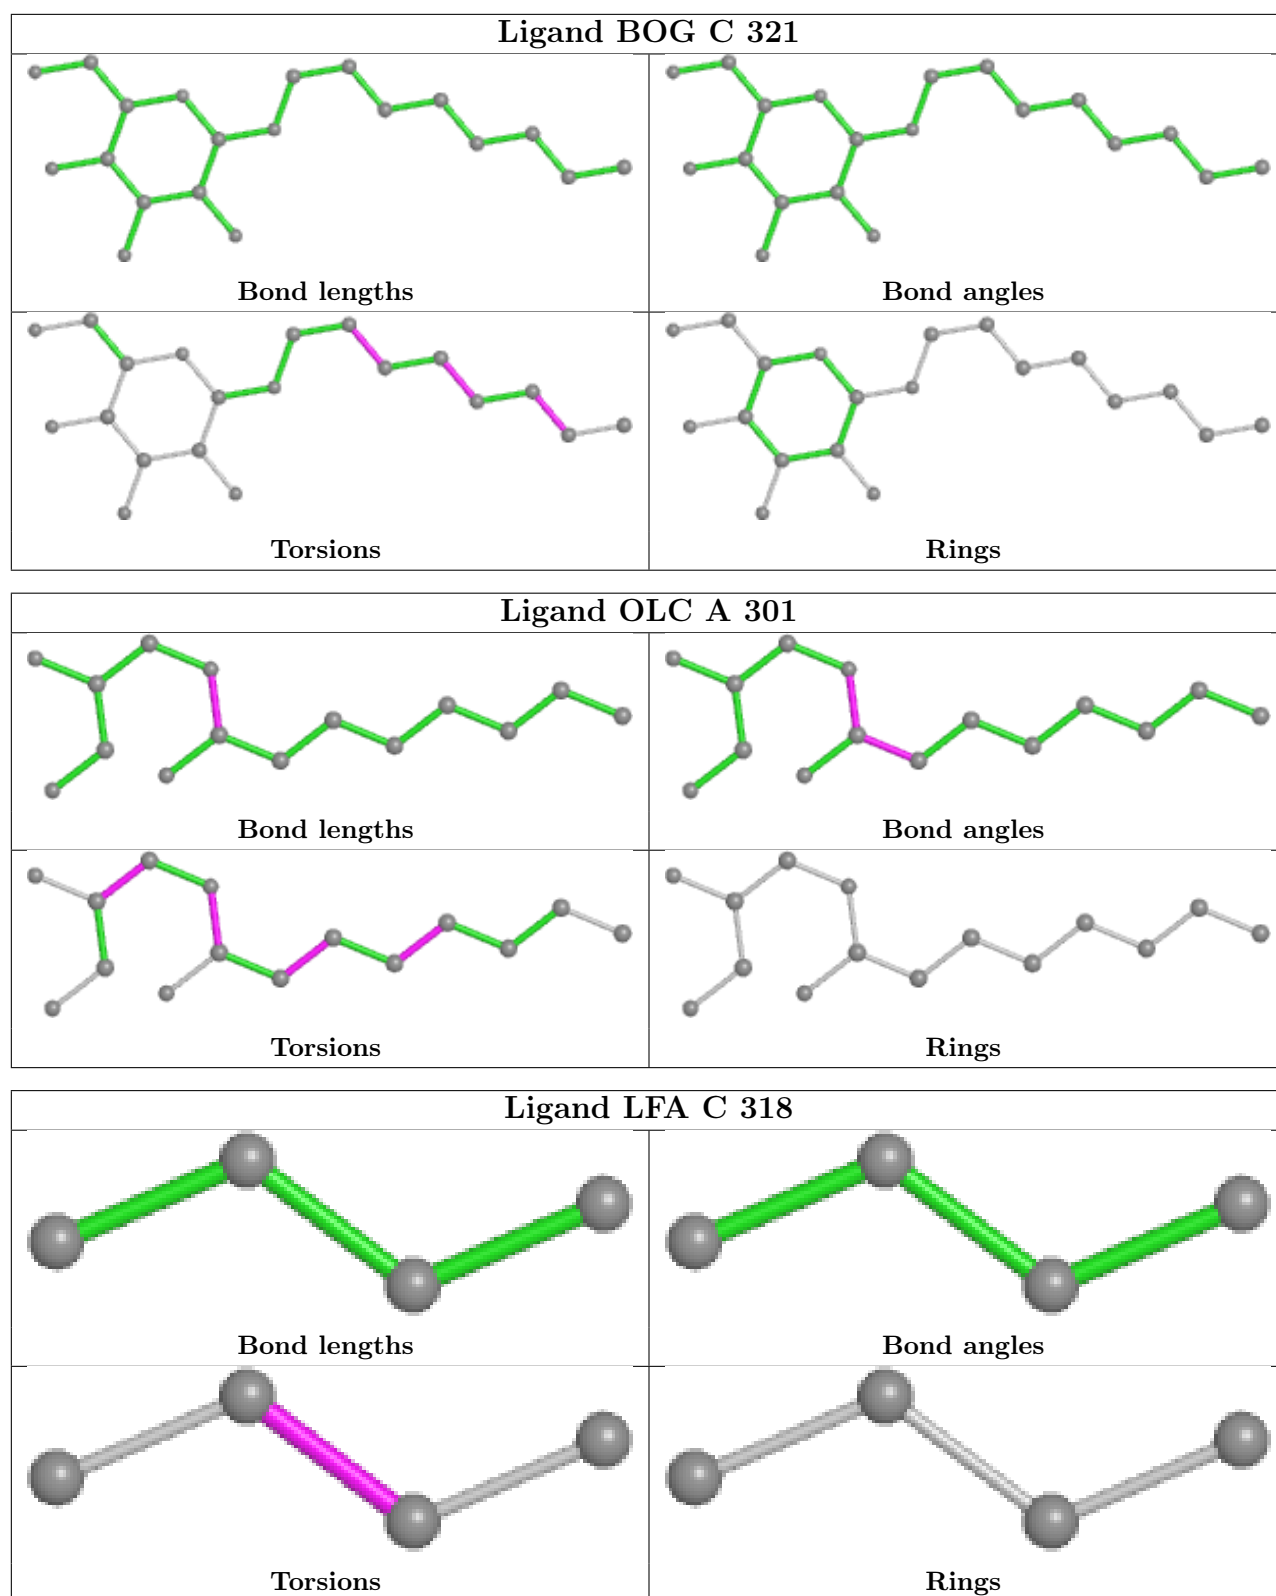 Ligand BOG C 321
Bond lengths
Bond angles
Torsions
Rings
Ligand OLC A 301
Bond lengths
Bond angles
Torsions
Rings
Ligand LFA C 318
Bond lengths
Bond angles
Torsions
Rings